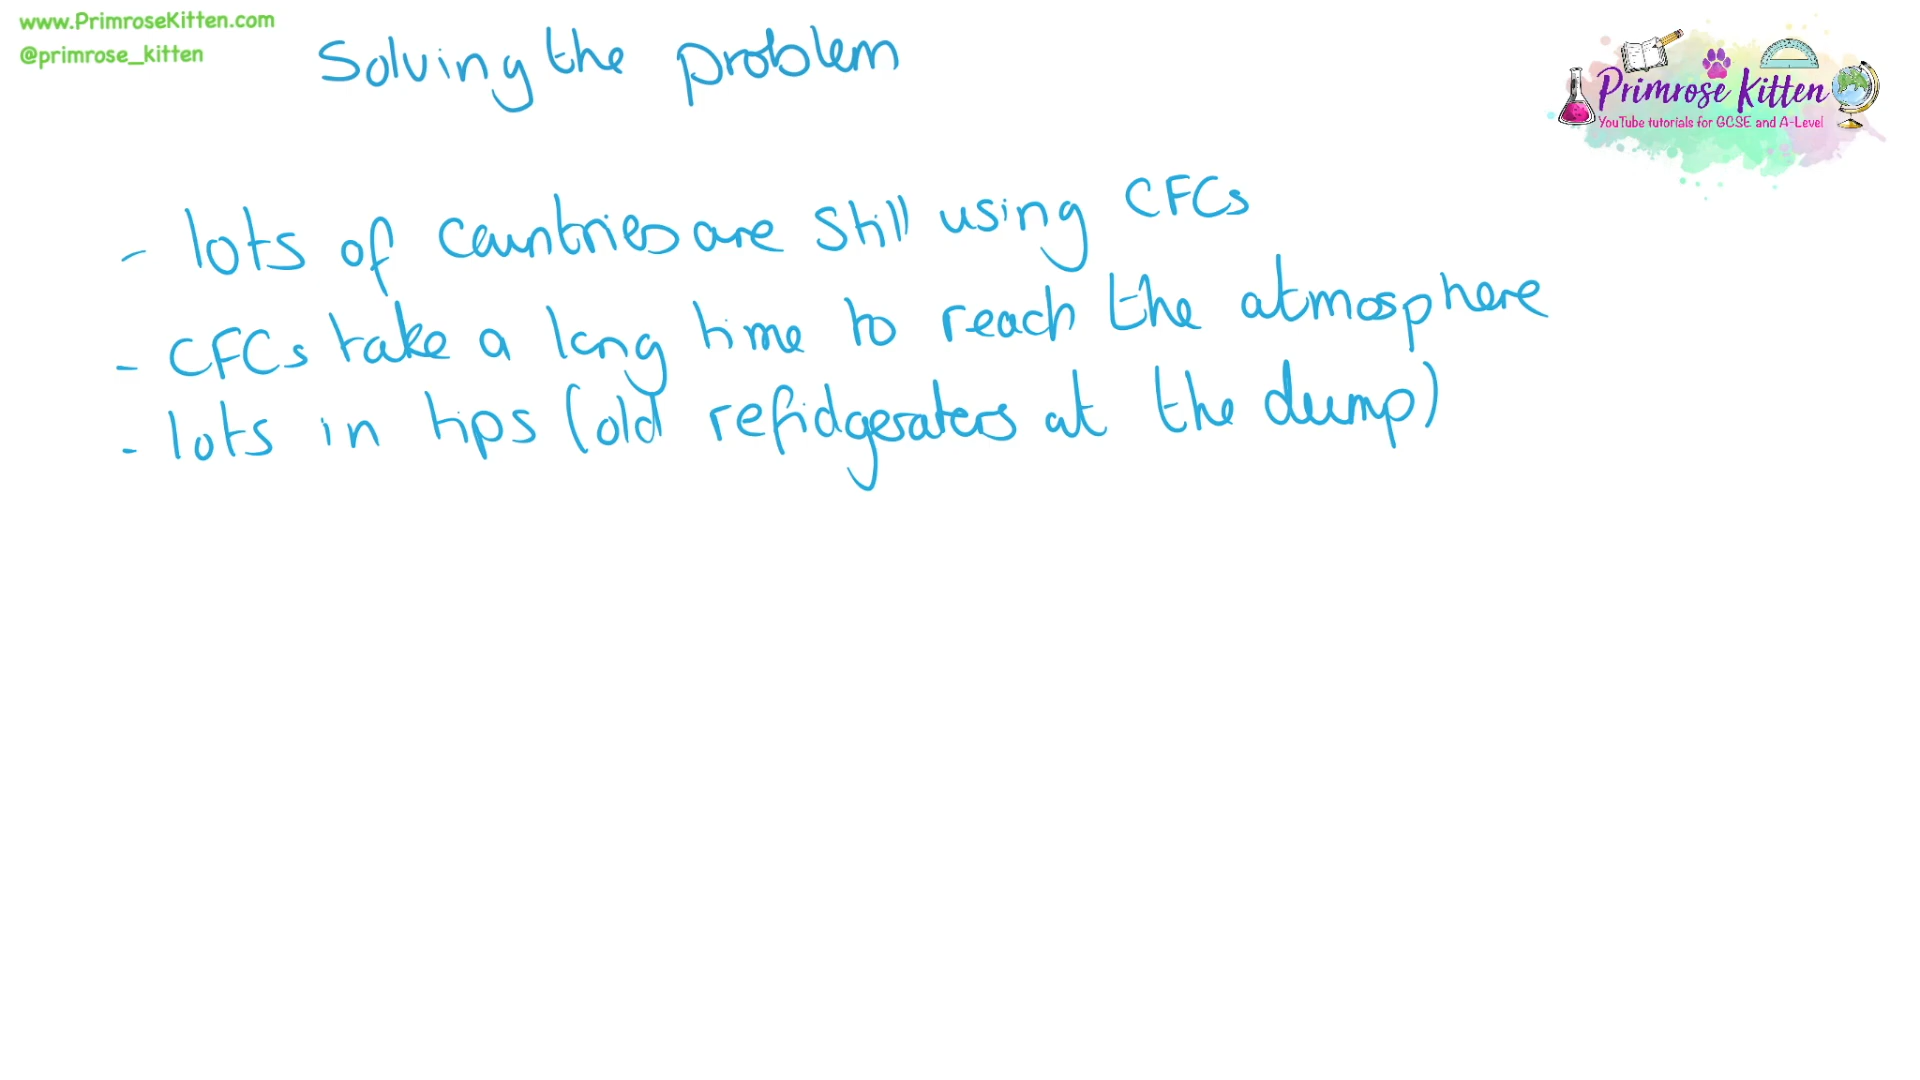 www.PrimroseKitten.com
@primrose_kitten
Solving the problem
Primrose Kitten
YouTube tutorials for GCSE and A-Level
- lots of countries are still using CFCs
- CFCs take a long time to reach the atmosphere
- lots in tips (old refidgeraters at the dump)